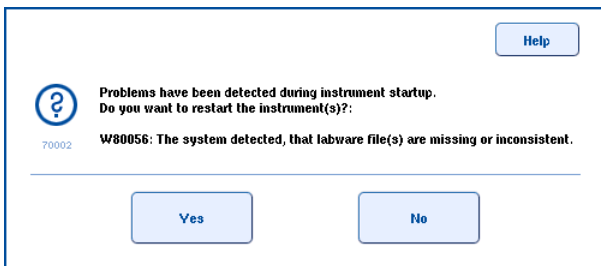 Help
Problems have been detected during instrument startup.
Do you want to restart the instrument(s)?:
70002
W80056: The system detected, that labware file(s) are missing or inconsistent.
Yes
No